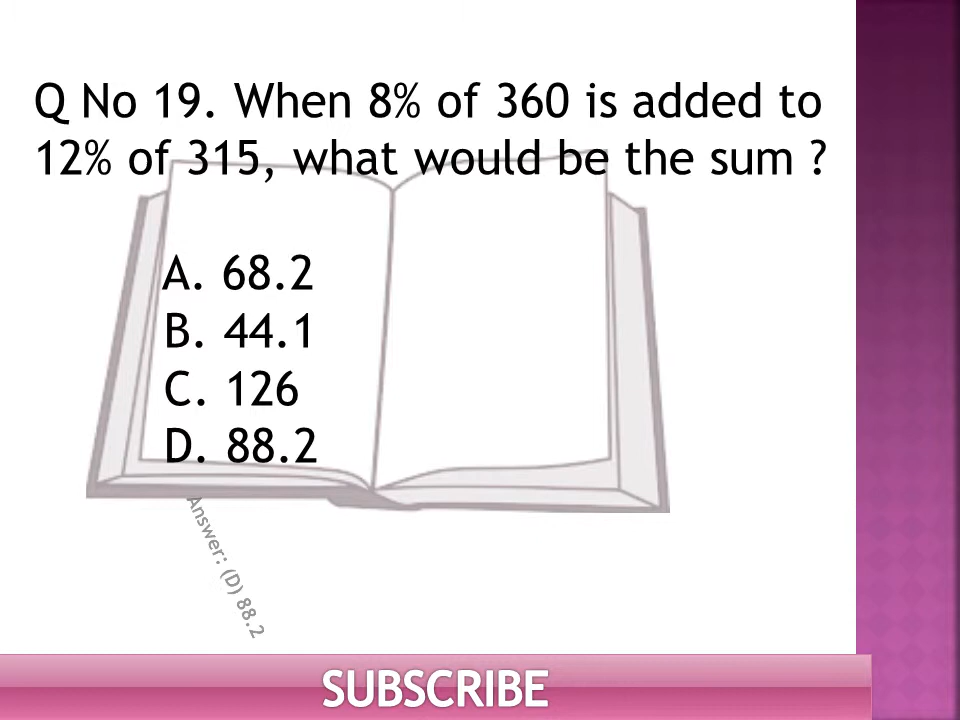 Q No 19. When 8% of 360 is added to
12% of 315, what would be the sum ?
A. 68.2
B. 44.1
C. 126
D. 88.2
Answer: (D) 88.2
SUBSCRIBE